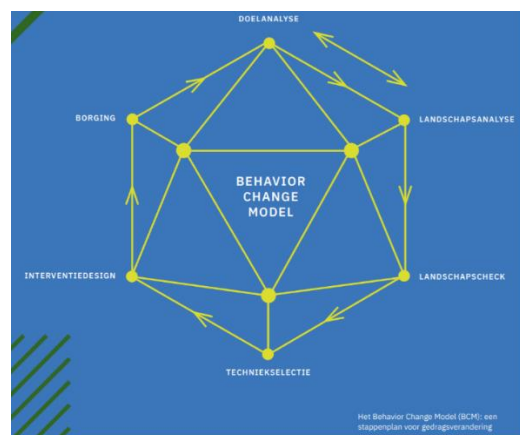 DOELANALYSE
BORGING
LANDSCHAPSANALYSE
BEHAVIOR
CHANGE
MODEL
INTERVENTIEDESIGN
LANDSCHAPSCHECK
TECHNIEKSELECTIE
Het Behavior Change Model (BCM): een
stappenplan voor gedragsverandering